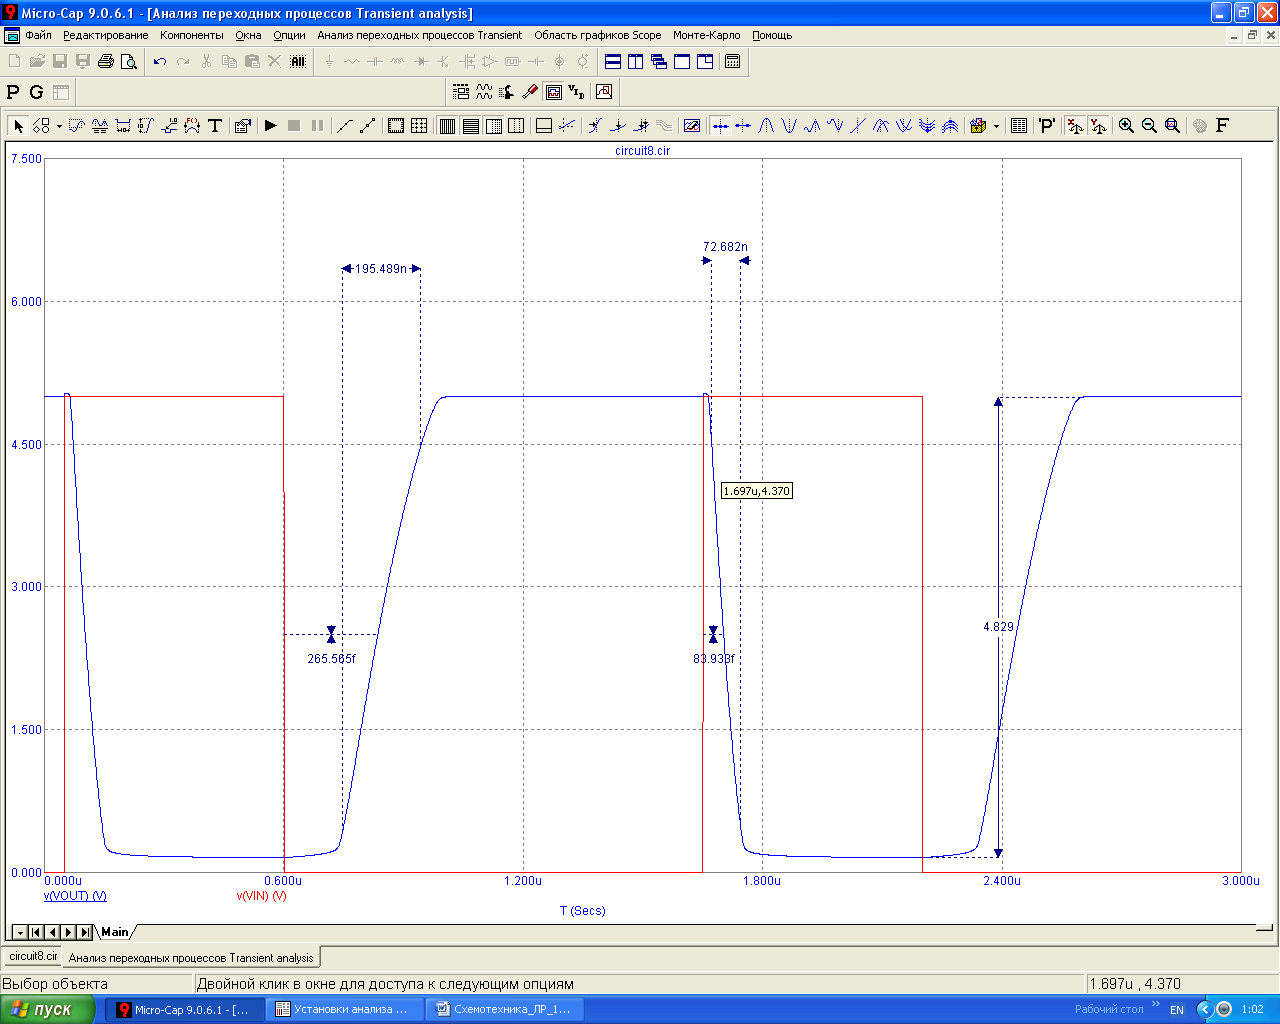 Micro-Cap 9.0.6.1 - [Анализ переходных процессов Transient analysis]
Файл Редактирование Компоненты Окна Опции Анализ переходных процессов Transient Область графиков Scope Монте-Карло Помощь
P G
T 'P' F
circuit8.cir
7.500
72.682n
195.489n
6.000
4.500
1.697u,4.370
3.000
4.829
83.933f
1.500
0.000
0.000u 0.600u 1.200u 1.800u 2.400u 3.000u
v(VOUT) (V) v(VIN) (V)
T (Secs)
Main
circuit8.cir Анализ переходных процессов Transient analysis
Выбор объекта Двойной клик в окне для доступа к следующим опциям 1.697u , 4.370
пуск Micro-Cap 9.0.6.1 - [... Установки анализа ... Схемотехника_ЛР_1... Рабочий стол » EN 1:02